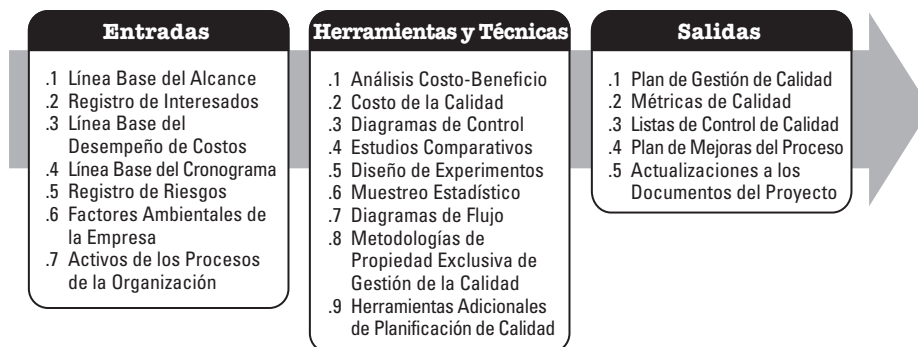 Entradas
.1 Línea Base del Alcance
.2 Registro de Interesados
.3 Línea Base del
Desempeño de Costos
.4 Línea Base del Cronograma
.5 Registro de Riesgos
.6 Factores Ambientales de
la Empresa
.7 Activos de los Procesos
de la Organización
Herramientas y Técnicas
.1 Análisis Costo-Beneficio
.2 Costo de la Calidad
.3 Diagramas de Control
.4 Estudios Comparativos
.5 Diseño de Experimentos
.6 Muestreo Estadístico
.7 Diagramas de Flujo
.8 Metodologías de
Propiedad Exclusiva de
Gestión de la Calidad
.9 Herramientas Adicionales
de Planificación de Calidad
Salidas
.1 Plan de Gestión de Calidad
.2 Métricas de Calidad
.3 Listas de Control de Calidad
.4 Plan de Mejoras del Proceso
.5 Actualizaciones a los
Documentos del Proyecto